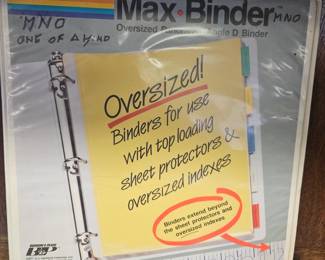 Max•Binder
"MNO
MNO
ONE OF A KIND
Oversized
Angle D Binder
Oversized!
Binders for use
with top loading
sheet protectors &
oversized indexes
Binders extend beyond
the sheet protectors and
oversized indexes